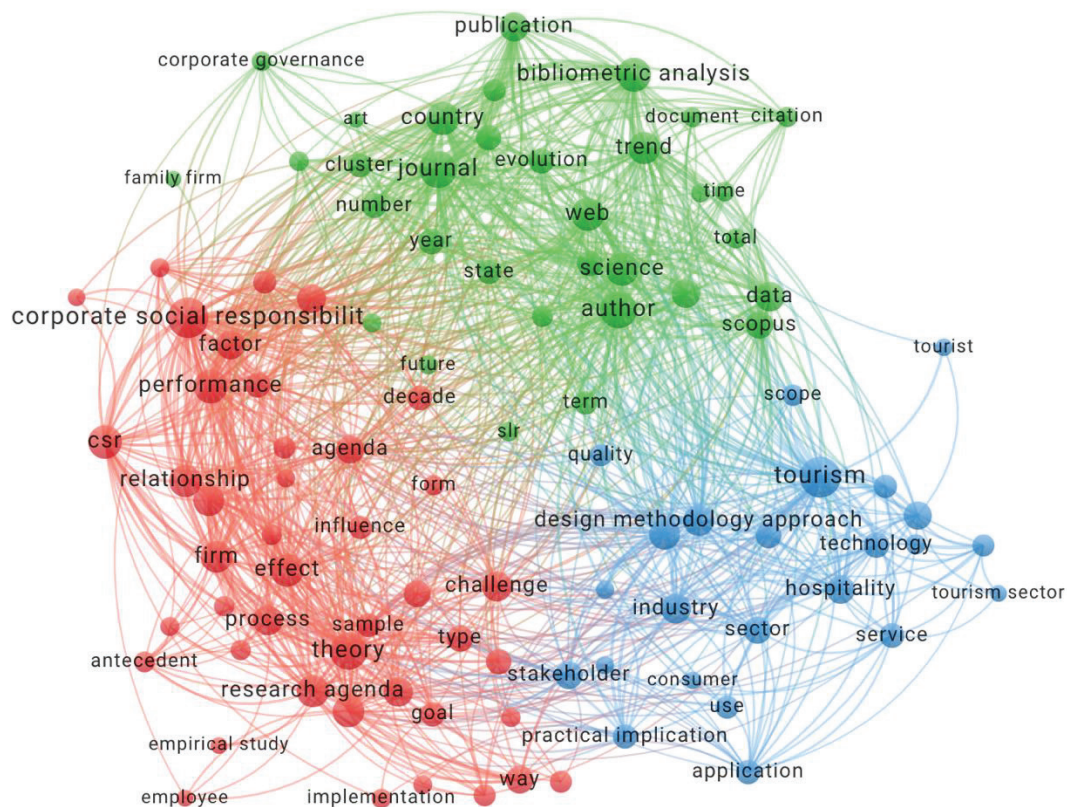 publication
corporate governance
bibliometric analysis
art
country
document
citation
evolution
trend
cluster
journal
family firm
time
number
web
year
total
state
science
data
author
corporate social responsibilit
scopus
factor
tourist
future
performance
decade
scope
term
slr
csr
agenda
quality
relationship
tourism
form
influence
design methodology approach
technology
firm
effect
challenge
hospitality
tourism sector
industry
process
sample
type
sector
service
theory
antecedent
stakeholder
consumer
research agenda
goal
use
practical implication
empirical study
way
application
employee
implementation